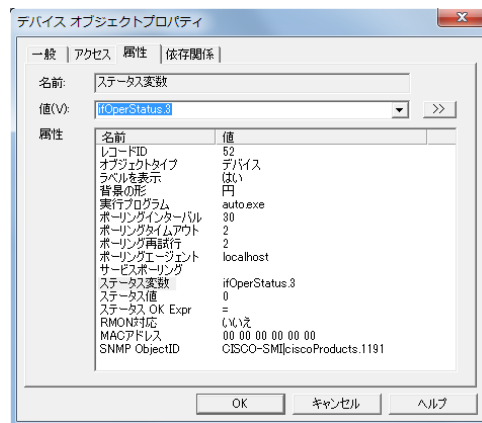 デバイス オブジェクトプロパティ
一般 アクセス 属性 依存関係
名前: ステータス変数
値(V): ifOperStatus.3 >>
属性 名前 値
レコードID 52
オブジェクトタイプ デバイス
ラベルを表示 はい
背景の形 円
実行プログラム auto.exe
ポーリングインターバル 30
ポーリングタイムアウト 2
ポーリング再試行 2
ポーリングエージェント localhost
サービスポーリング
ステータス変数 ifOperStatus.3
ステータス値 0
ステータス OK Expr =
RMON対応 いいえ
MACアドレス 00 00 00 00 00 00
SNMP ObjectID CISCO-SMI|ciscoProducts.1191
OK キャンセル ヘルプ